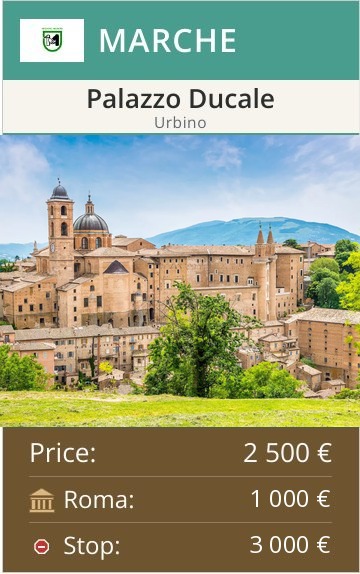 MARCHE
Palazzo Ducale
Urbino
Price: 2 500 €
Roma: 1 000 €
Stop: 3 000 €